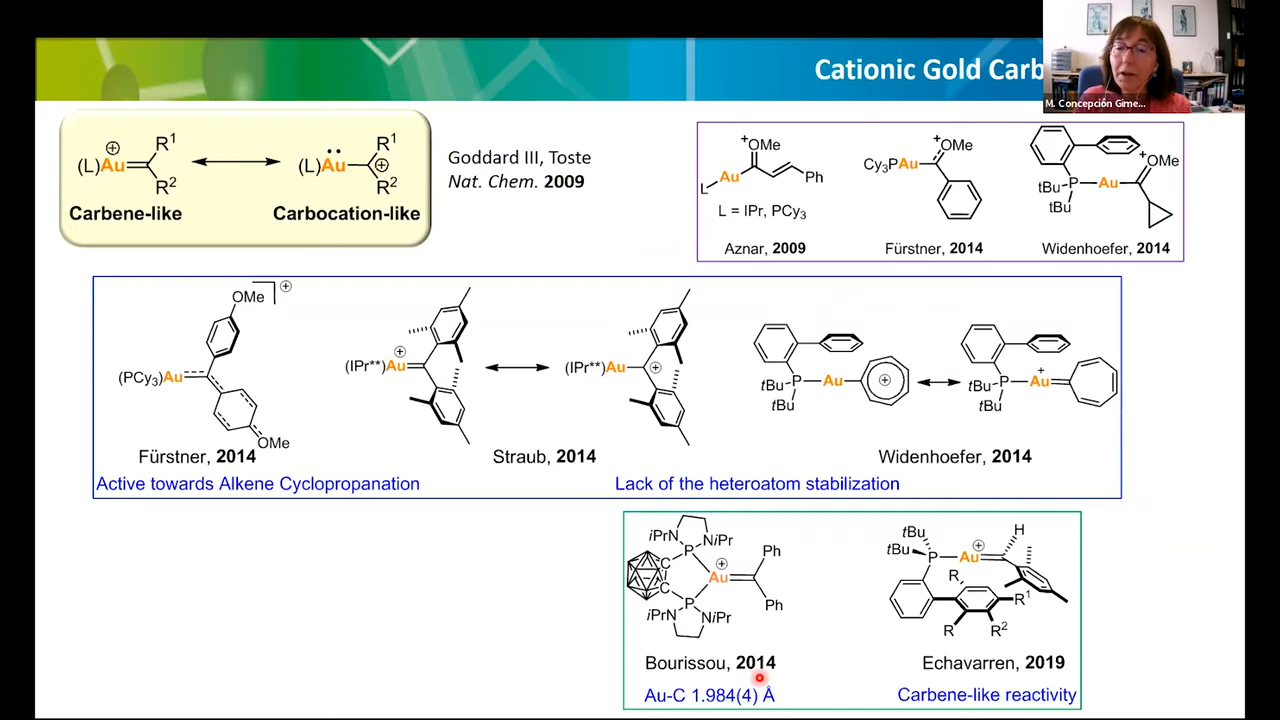 Cationic Gold Carb
M. Concepción Gime...
(L)Au
R1
R2
Carbene-like
(L)Au
R1
R2
Carbocation-like
Goddard III, Toste
Nat. Chem. 2009
+OMe
Au
L
Ph
L = IPr, PCy3
Aznar, 2009
+OMe
Cy3PAu
Fürstner, 2014
+OMe
tBu
P
Au
tBu
Widenhoefer, 2014
OMe
(PCy3)Au
OMe
Fürstner, 2014
Active towards Alkene Cyclopropanation
(IPr**)Au
(IPr**)Au
Straub, 2014
tBu
P
Au
tBu
tBu
P
Au
+
tBu
Widenhoefer, 2014
Lack of the heteroatom stabilization
iPrN
NiPr
P
C
C
Au
Ph
Ph
P
iPrN
NiPr
Bourissou, 2014
Au-C 1.984(4) Å
tBu
tBu
P
Au
H
R
R1
R
R2
Echavarren, 2019
Carbene-like reactivity